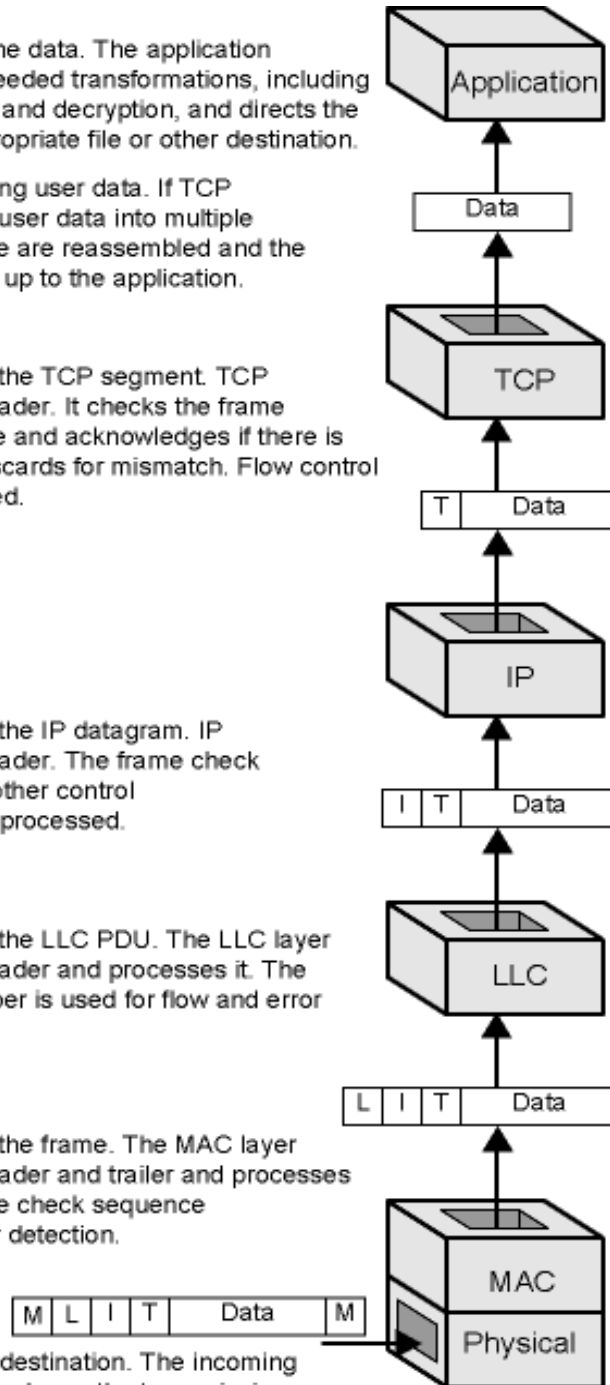 ne data. The application
eeded transformations, including
and decryption, and directs the
ropriate file or other destination.
Application
ng user data. If TCP
user data into multiple
e are reassembled and the
up to the application.
Data
TCP
the TCP segment. TCP
ader. It checks the frame
e and acknowledges if there is
scards for mismatch. Flow control
ed.
T Data
IP
the IP datagram. IP
ader. The frame check
other control
processed.
I T Data
the LLC PDU. The LLC layer
ader and processes it. The
ber is used for flow and error
LLC
L I T Data
the frame. The MAC layer
ader and trailer and processes
e check sequence
detection.
MAC
M L I T Data M
Physical
destination. The incoming